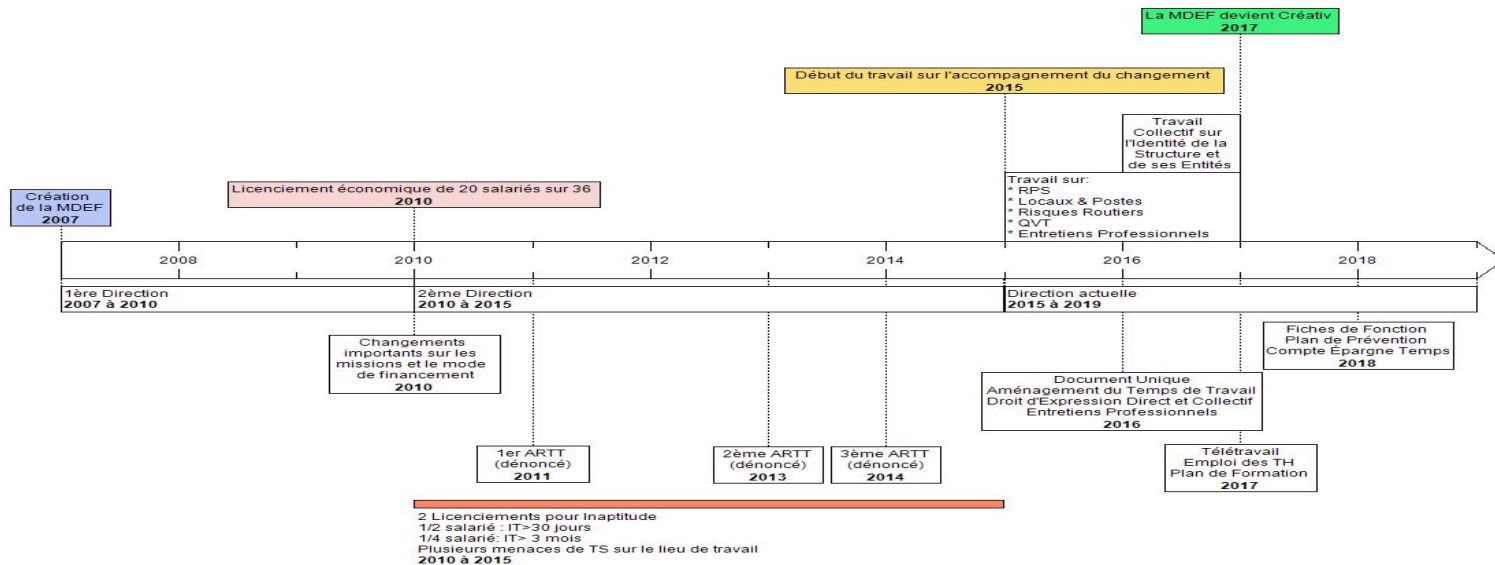 La MDEF devient Créativ
2017
Début du travail sur l'accompagnement du changement
2015
Travail
Collectif sur
l'Identité de la
Structure et
de ses Entités
Licenciement économique de 20 salariés sur 36
2010
Création
de la MDEF
2007
Travail sur:
* RPS
* Locaux & Postes
* Risques Routiers
* QVT
* Entretiens Professionnels
2008
2010
2012
2014
2016
2018
1ère Direction
2007 à 2010
2ème Direction
2010 à 2015
Direction actuelle
2015 à 2019
Changements
importants sur les
missions et le mode
de financement
2010
Fiches de Fonction
Plan de Prévention
Compte Épargne Temps
2018
Document Unique
Aménagement du Temps de Travail
Droit d'Expression Direct et Collectif
Entretiens Professionnels
2016
1er ARTT
(dénoncé)
2011
2ème ARTT
(dénoncé)
2013
3ème ARTT
(dénoncé)
2014
Télétravail
Emploi des TH
Plan de Formation
2017
2 Licenciements pour Inaptitude
1/2 salarié : IT>30 jours
1/4 salarié: IT> 3 mois
Plusieurs menaces de TS sur le lieu de travail
2010 à 2015